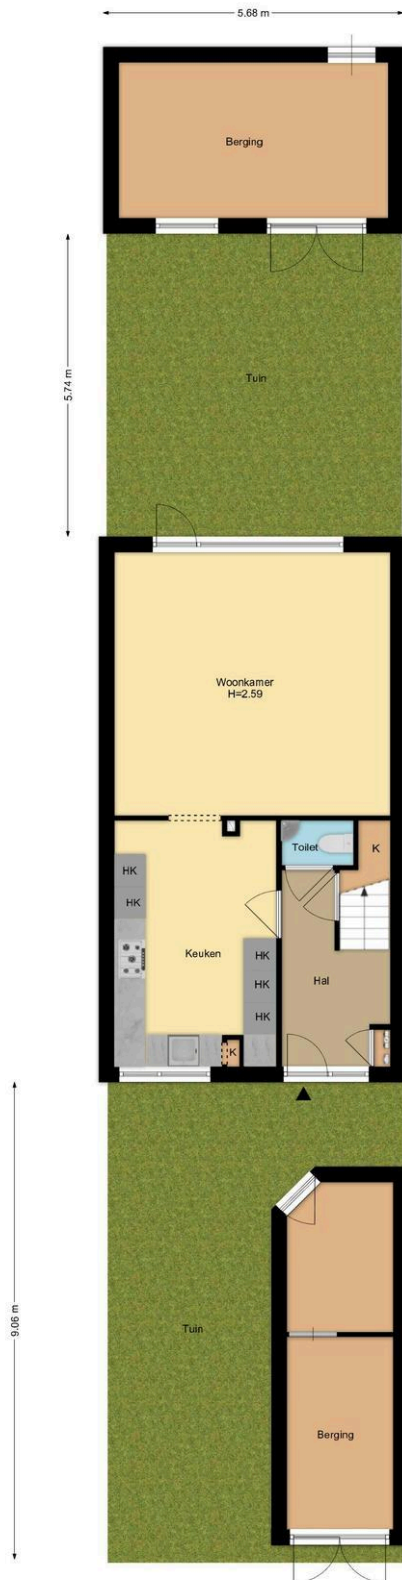 5.68 m
Berging
5.74 m
Tuin
Woonkamer
H=2.59
Toilet
K
HK
HK
Keuken
HK
HK
HK
Hal
K
9.06 m
Tuin
Berging